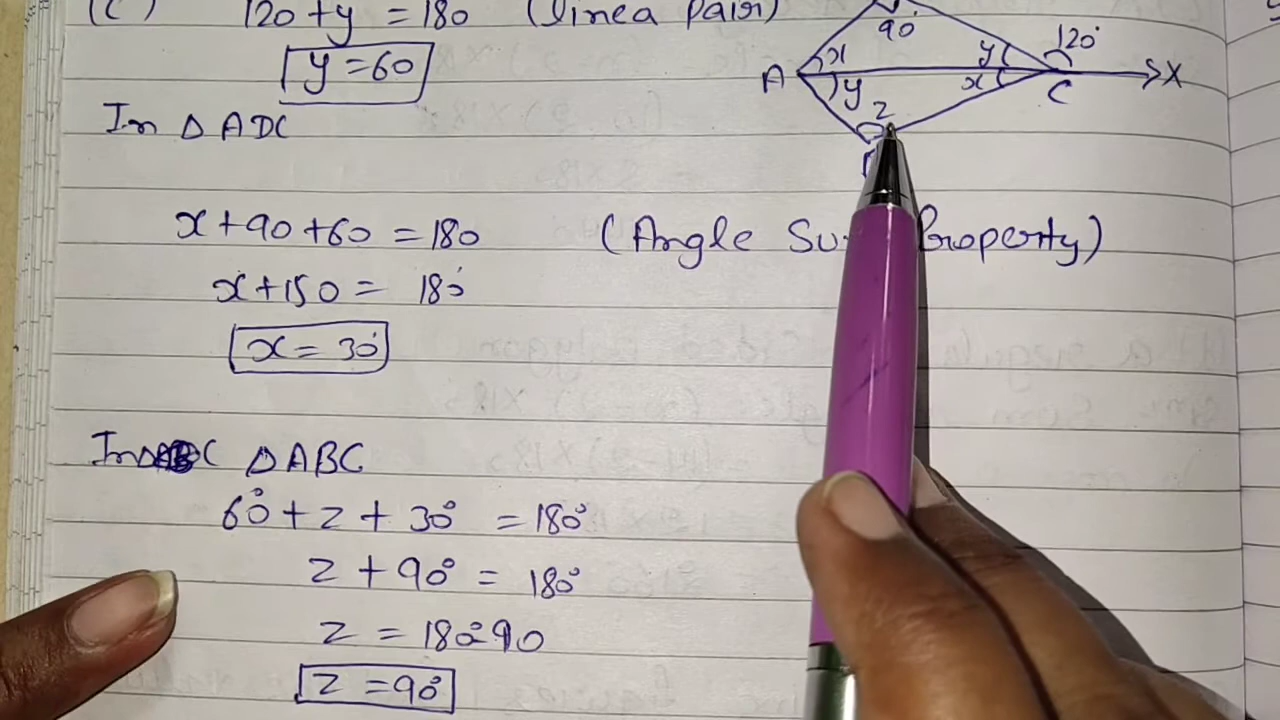 (C) 120 + y = 180 (linea Pair)
y = 60
90°
120°
x
y
A
y
x
C
X
z
In △ ADC
x + 90 + 60 = 180 (Angle Su Property)
x + 150 = 180°
x = 30°
In C △ ABC
60° + z + 30° = 180°
z + 90° = 180°
z = 180°-90
z = 90°